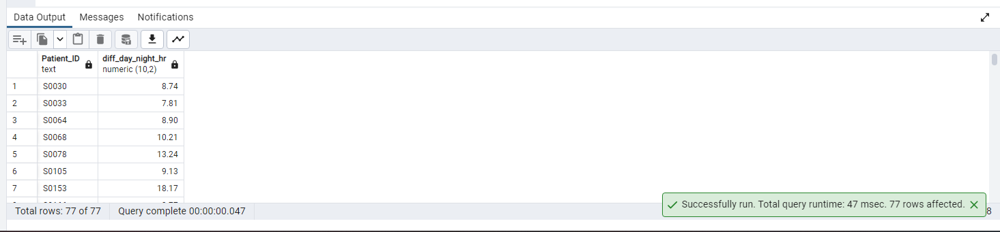 Data Output Messages Notifications
Patient_ID diff_day_night_hr
text numeric (10,2)
1 S0030 8.74
2 S0033 7.81
3 S0064 8.90
4 S0068 10.21
5 S0078 13.24
6 S0105 9.13
7 S0153 18.17
Successfully run. Total query runtime: 47 msec. 77 rows affected.
Total rows: 77 of 77 Query complete 00:00:00.047 8